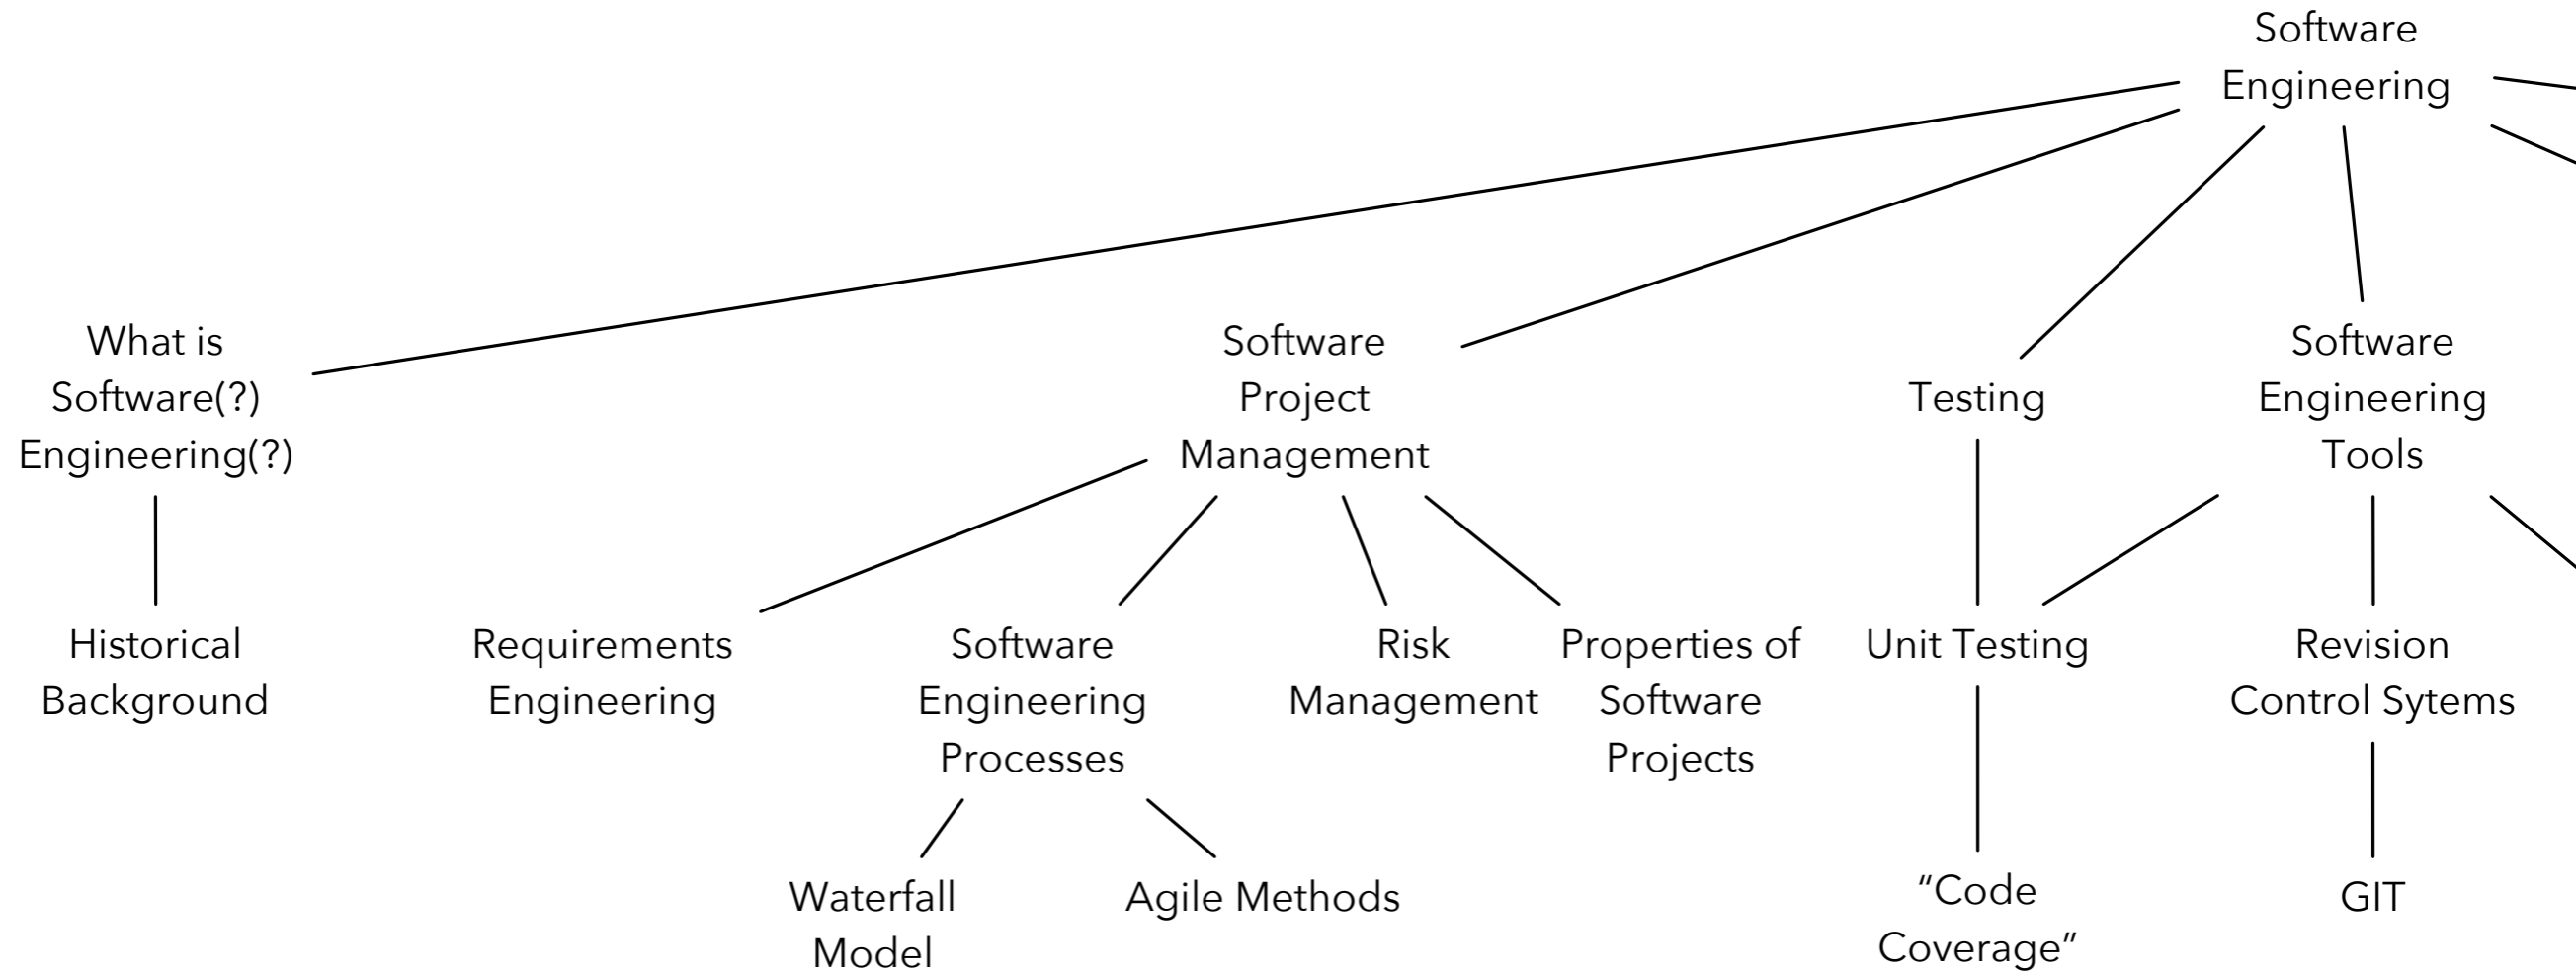 Software
Engineering
What is
Software(?)
Engineering(?)
Software
Project
Management
Testing
Software
Engineering
Tools
Historical
Background
Requirements
Engineering
Software
Engineering
Processes
Risk
Management
Properties of
Software
Projects
Unit Testing
Revision
Control Sytems
Waterfall
Model
Agile Methods
“Code
Coverage”
GIT